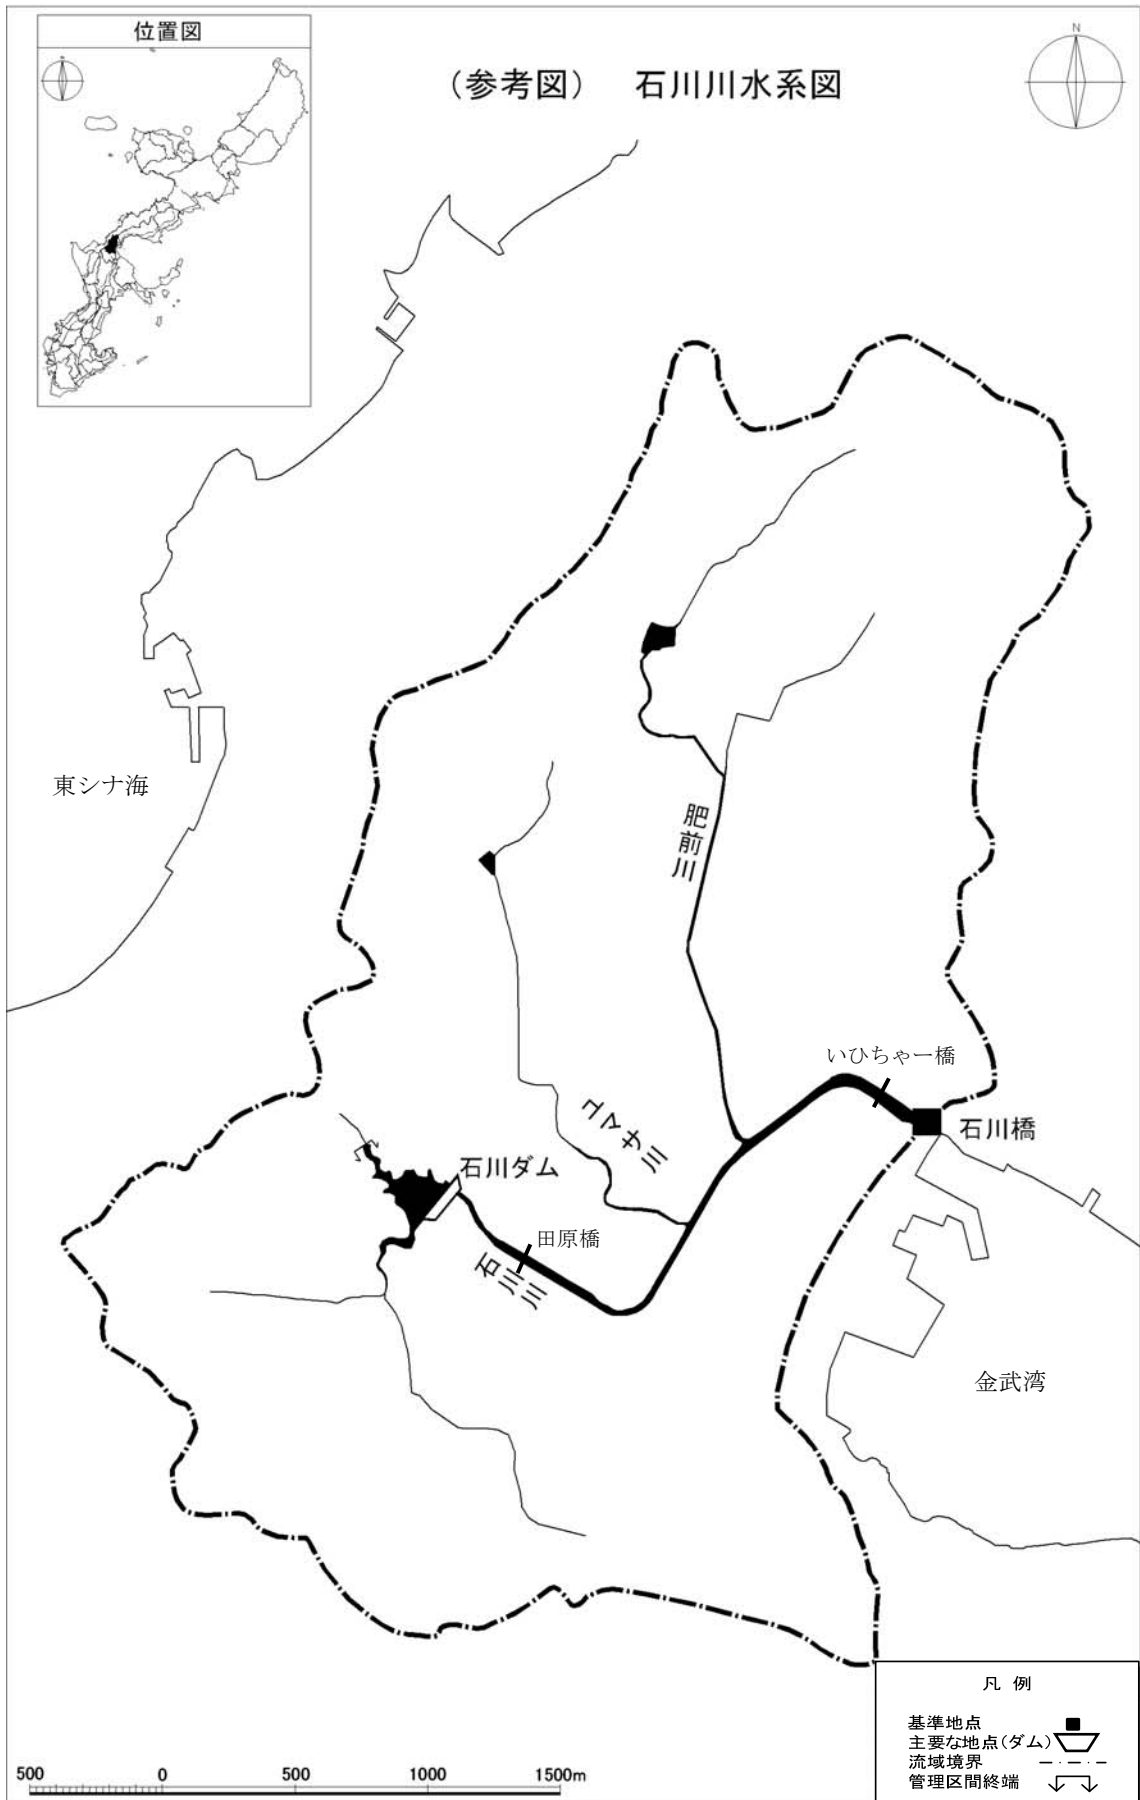 位置図
N
(参考図) 石川川水系図
N
東シナ海
肥前川
いひちゃー橋
石川橋
ユマサ川
石川ダム
田原橋
石川川
金武湾
凡 例
基準地点
主要な地点(ダム)
流域境界
管理区間終端
500 0 500 1000 1500m